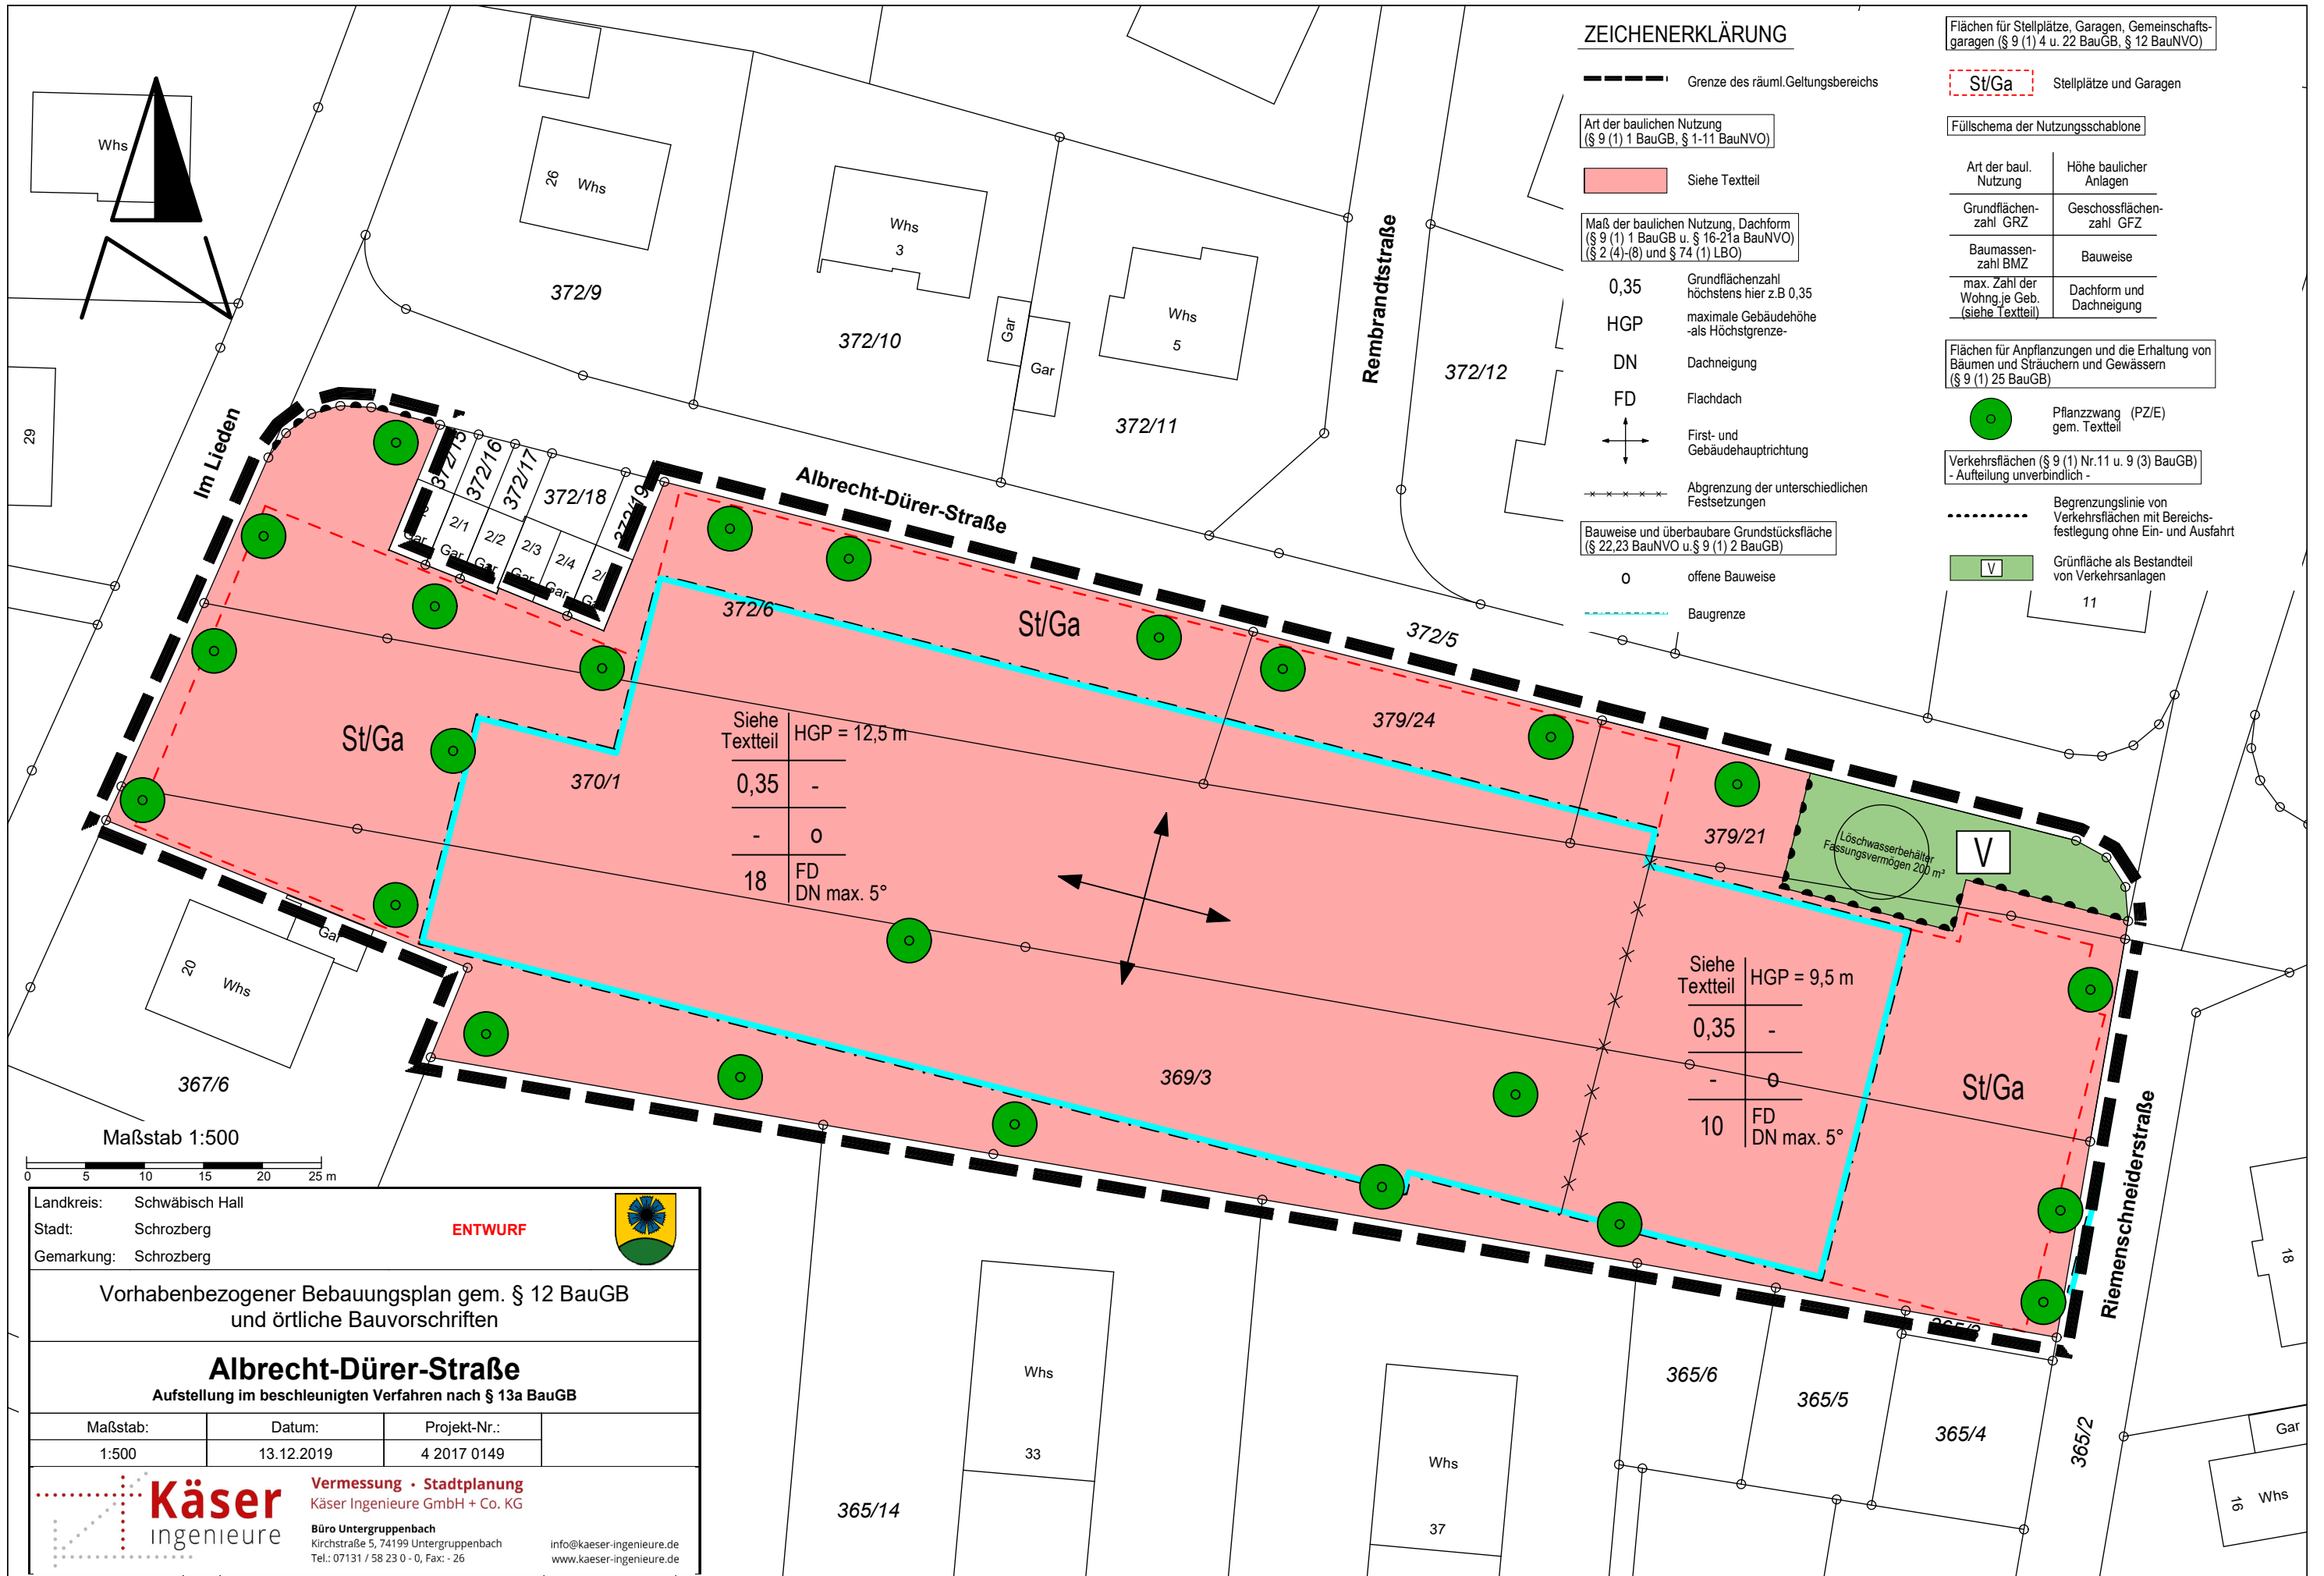 Whs
26
Whs
Whs
3
372/9
372/10
Gar
Gar
Whs
5
372/11
Rembrandtstraße
372/12
29
Im Lieden
372/15
372/16
372/17
372/18
372/19
2/1
2/2
2/3
2/4
Gar
Gar
Gar
Gar
Gar
Albrecht-Dürer-Straße
372/5
11
372/6
St/Ga
379/24
St/Ga
370/1
Siehe
Textteil
HGP = 12,5 m
0,35
-
-
o
18
FD
DN max. 5°
379/21
Löschwasserbehälter
Fassungsvermögen 200 m³
V
Siehe
Textteil
HGP = 9,5 m
0,35
-
-
o
10
FD
DN max. 5°
St/Ga
369/3
Gar
20
Whs
367/6
Riemenschneiderstraße
18
365/3
365/6
365/5
365/4
365/2
Gar
16
Whs
Whs
33
Whs
37
365/14
ZEICHENERKLÄRUNG
Grenze des räuml.Geltungsbereichs
Art der baulichen Nutzung
(§ 9 (1) 1 BauGB, § 1-11 BauNVO)
Siehe Textteil
Maß der baulichen Nutzung, Dachform
(§ 9 (1) 1 BauGB u. § 16-21a BauNVO)
(§ 2 (4)-(8) und § 74 (1) LBO)
0,35
Grundflächenzahl
höchstens hier z.B 0,35
HGP
maximale Gebäudehöhe
-als Höchstgrenze-
DN
Dachneigung
FD
Flachdach
First- und
Gebäudehauptrichtung
Abgrenzung der unterschiedlichen
Festsetzungen
Bauweise und überbaubare Grundstücksfläche
(§ 22,23 BauNVO u.§ 9 (1) 2 BauGB)
o
offene Bauweise
Baugrenze
Flächen für Stellplätze, Garagen, Gemeinschafts-
garagen (§ 9 (1) 4 u. 22 BauGB, § 12 BauNVO)
St/Ga
Stellplätze und Garagen
Füllschema der Nutzungsschablone
Art der baul.
Nutzung
Höhe baulicher
Anlagen
Grundflächen-
zahl GRZ
Geschossflächen-
zahl GFZ
Baumassen-
zahl BMZ
Bauweise
max. Zahl der
Wohng.je Geb.
(siehe Textteil)
Dachform und
Dachneigung
Flächen für Anpflanzungen und die Erhaltung von
Bäumen und Sträuchern und Gewässern
(§ 9 (1) 25 BauGB)
Pflanzzwang (PZ/E)
gem. Textteil
Verkehrsflächen (§ 9 (1) Nr.11 u. 9 (3) BauGB)
- Aufteilung unverbindlich -
Begrenzungslinie von
Verkehrsflächen mit Bereichs-
festlegung ohne Ein- und Ausfahrt
V
Grünfläche als Bestandteil
von Verkehrsanlagen
Maßstab 1:500
0 5 10 15 20 25 m
Landkreis: Schwäbisch Hall
Stadt: Schrozberg
ENTWURF
Gemarkung: Schrozberg
Vorhabenbezogener Bebauungsplan gem. § 12 BauGB
und örtliche Bauvorschriften
Albrecht-Dürer-Straße
Aufstellung im beschleunigten Verfahren nach § 13a BauGB
Maßstab: Datum: Projekt-Nr.:
1:500 13.12.2019 4 2017 0149
Käser
ingenieure
Vermessung · Stadtplanung
Käser Ingenieure GmbH + Co. KG
Büro Untergruppenbach
Kirchstraße 5, 74199 Untergruppenbach
Tel.: 07131 / 58 23 0 - 0, Fax: - 26
info@kaeser-ingenieure.de
www.kaeser-ingenieure.de